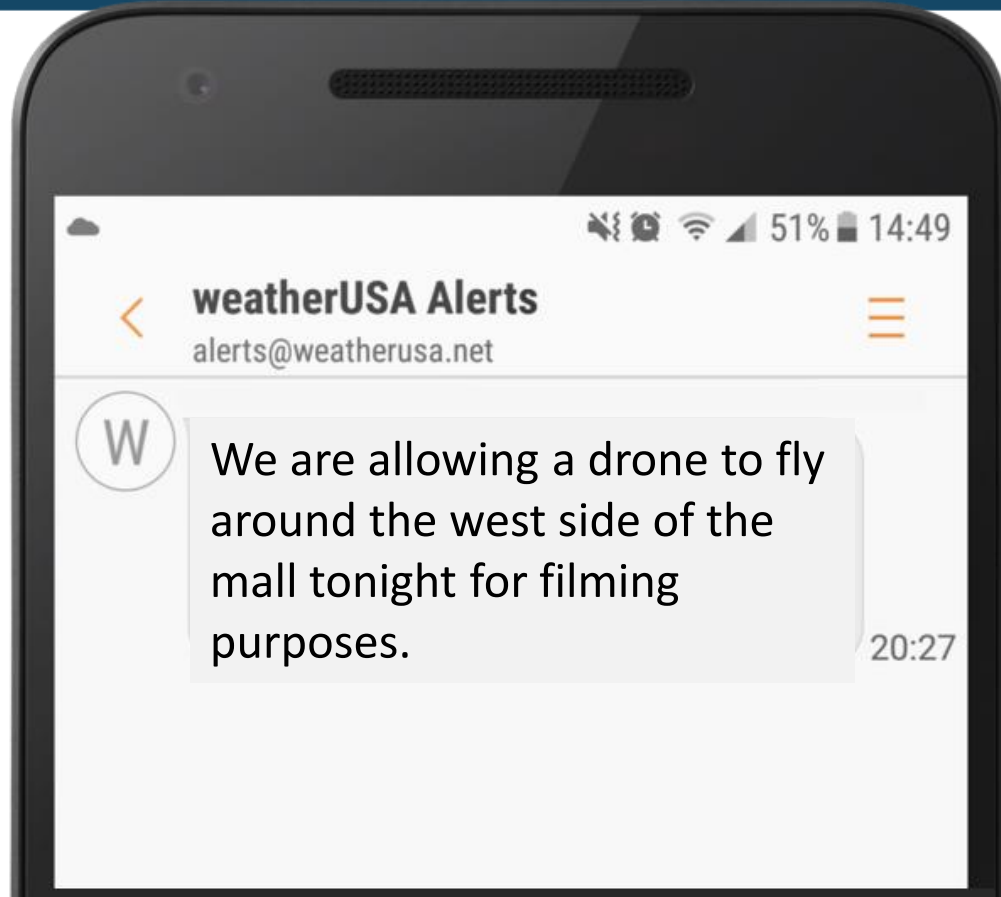 51% 14:49
weatherUSA Alerts
alerts@weatherusa.net
W
We are allowing a drone to fly
around the west side of the
mall tonight for filming
purposes.
20:27